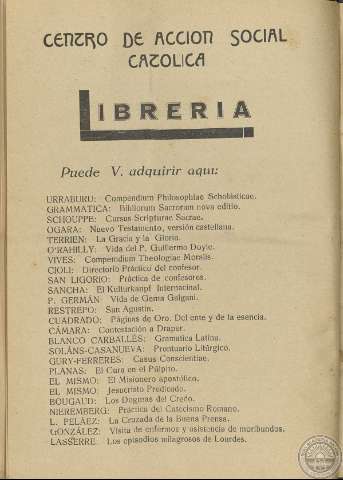 CENTRO DE ACCION SOCIAL
CATOLICA
LIBRERIA
Puede V. adquirir aqui:
URRABURU: Compendium Philosophiae Scholasticae.
GRAMMATICA: Bibliorum Sacrorum nova editio.
SCHOUPPE: Cursus Scripturae Sacrae.
OGARA: Nuevo Testamento, versión castellana.
TERRIEN: La Gracia y la Gloria.
O'RAHILLY: Vida del P. Guillermo Doyle.
VIVES: Compendium Theologiae Moralis.
CIOLI: Directorio Práctico del confesor.
SAN LIGORIO: Práctica de confesores.
SANCHA: El Kulturkampf Internacinal.
P. GERMÁN: Vida de Gema Galgani.
RESTREPO: San Agustín.
CUADRADO: Páginas de Oro. Del ente y de la esencia.
CÁMARA: Contestación a Draper.
BLANCO CARBALLÉS: Gramatica Latina.
SOLÁNS-CASANUEVA: Prontuario Litúrgico.
GURY-FERRERES: Casus Conscientiae.
PLANAS: El Cura en el Púlpito.
EL MISMO: El Misionero apostólico.
EL MISMO: Jesucristo Predicado.
BOUGAUD: Los Dogmas del Credo.
NIEREMBERG: Práctica del Catecismo Romano.
L. PELÁEZ: La Cruzada de la Buena Prensa.
GONZÁLEZ: Visita de enfermos y asistencia de moribundos.
LASSERRE: Los episodios milagrosos de Lourdes.